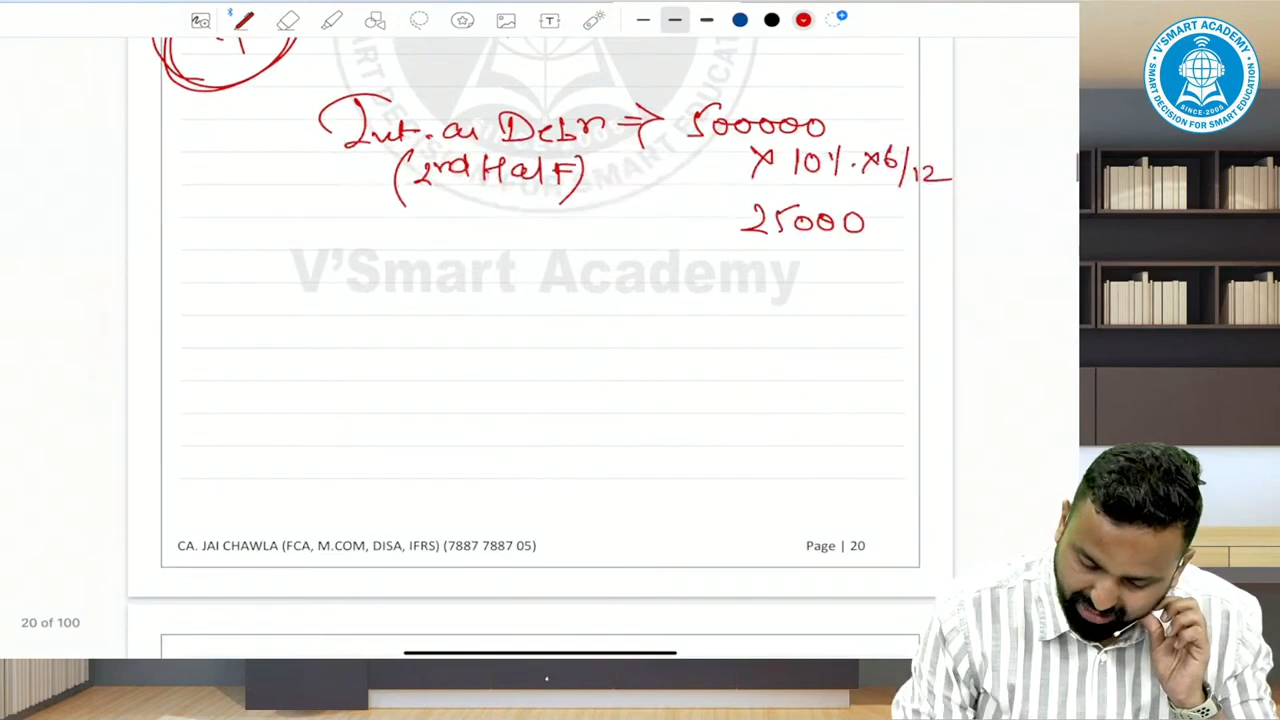 V'SMART ACADEMY
SMART DECISION FOR SMART EDUCATION
SINCE-2005
Int. on Debn ⇒ 500000
(2nd Half) × 10% × 6/12
25000
V'Smart Academy
CA. JAI CHAWLA (FCA, M.COM, DISA, IFRS) (7887 7887 05) Page | 20
20 of 100